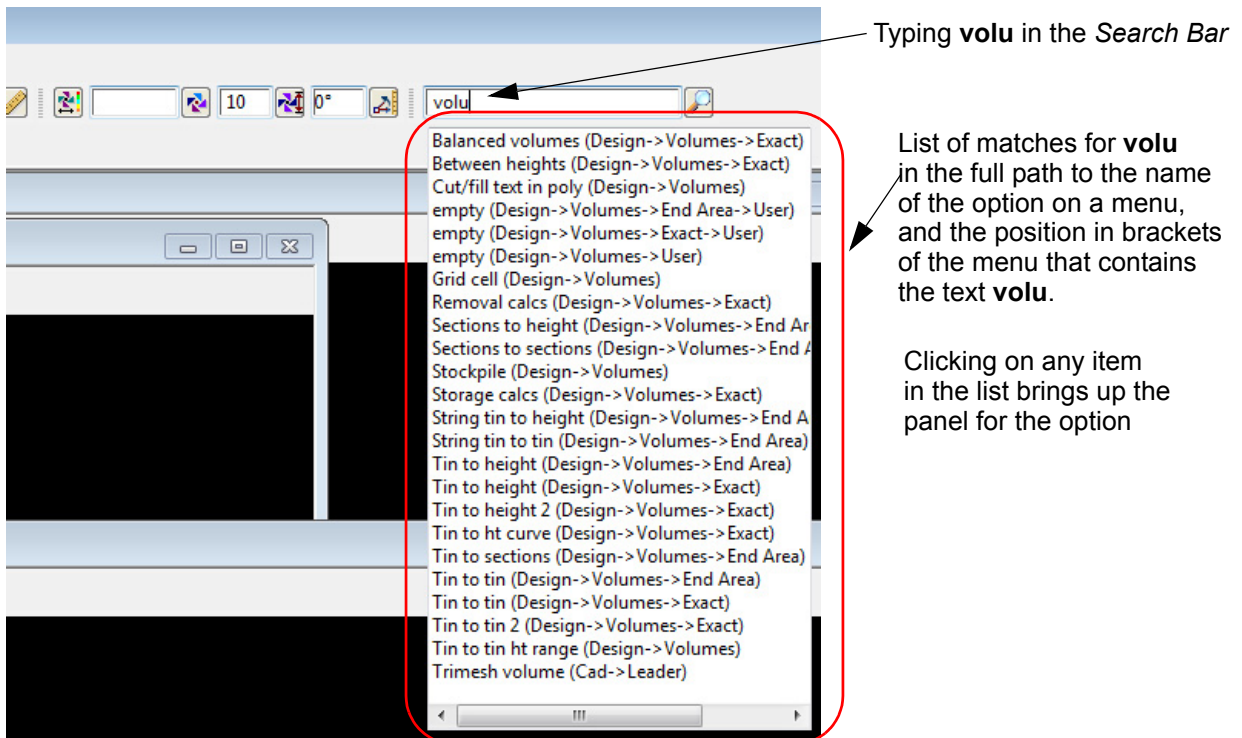 Typing volu in the Search Bar
10
0°
volu
Balanced volumes (Design->Volumes->Exact)
Between heights (Design->Volumes->Exact)
Cut/fill text in poly (Design->Volumes)
empty (Design->Volumes->End Area->User)
empty (Design->Volumes->Exact->User)
empty (Design->Volumes->User)
Grid cell (Design->Volumes)
Removal calcs (Design->Volumes->Exact)
Sections to height (Design->Volumes->End Ar
Sections to sections (Design->Volumes->End A
Stockpile (Design->Volumes)
Storage calcs (Design->Volumes->Exact)
String tin to height (Design->Volumes->End A
String tin to tin (Design->Volumes->End Area)
Tin to height (Design->Volumes->End Area)
Tin to height (Design->Volumes->Exact)
Tin to height 2 (Design->Volumes->Exact)
Tin to ht curve (Design->Volumes->Exact)
Tin to sections (Design->Volumes->End Area)
Tin to tin (Design->Volumes->End Area)
Tin to tin (Design->Volumes->Exact)
Tin to tin 2 (Design->Volumes->Exact)
Tin to tin ht range (Design->Volumes)
Trimesh volume (Cad->Leader)
List of matches for volu
in the full path to the name
of the option on a menu,
and the position in brackets
of the menu that contains
the text volu.
Clicking on any item
in the list brings up the
panel for the option